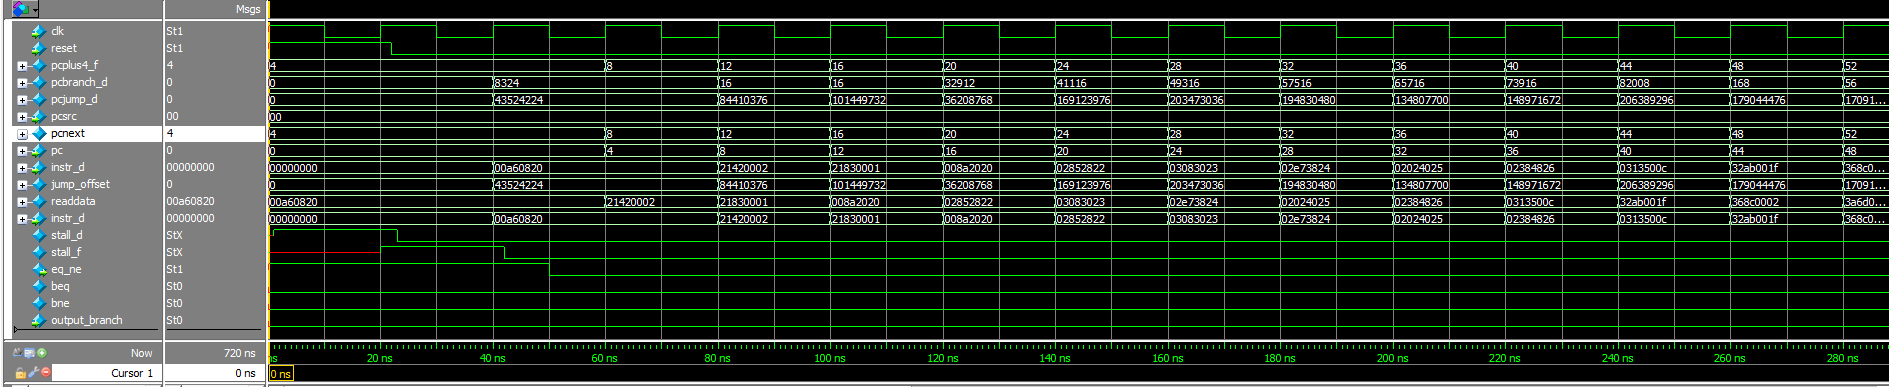 Msgs
clk St1
reset St1
pcplus4_f 4 4 8 12 16 20 24 28 32 36 40 44 48 52
pcbranch_d 0 0 8324 16 16 32912 41116 49316 57516 65716 73916 82008 168 56
pcjump_d 0 0 43524224 84410376 101449732 36208768 169123976 203473036 194830480 134807700 148971672 206389296 179044476 17091...
pcsrc 00 00
pcnext 4 4 8 12 16 20 24 28 32 36 40 44 48 52
pc 0 0 4 8 12 16 20 24 28 32 36 40 44 48
instr_d 00000000 00000000 00a60820 21420002 21830001 008a2020 02852822 03083023 02e73824 02024025 02384826 0313500c 32ab001f 368c0...
jump_offset 0 0 43524224 84410376 101449732 36208768 169123976 203473036 194830480 134807700 148971672 206389296 179044476 17091...
readdata 00a60820 00a60820 21420002 21830001 008a2020 02852822 03083023 02e73824 02024025 02384826 0313500c 32ab001f 368c0002 3a6d0...
instr_d 00000000 00000000 00a60820 21420002 21830001 008a2020 02852822 03083023 02e73824 02024025 02384826 0313500c 32ab001f 368c0...
stall_d StX
stall_f StX
eq_ne St1
beq St0
bne St0
output_branch St0
Now 720 ns ns 20 ns 40 ns 60 ns 80 ns 100 ns 120 ns 140 ns 160 ns 180 ns 200 ns 220 ns 240 ns 260 ns 280 ns
Cursor 1 0 ns 0 ns